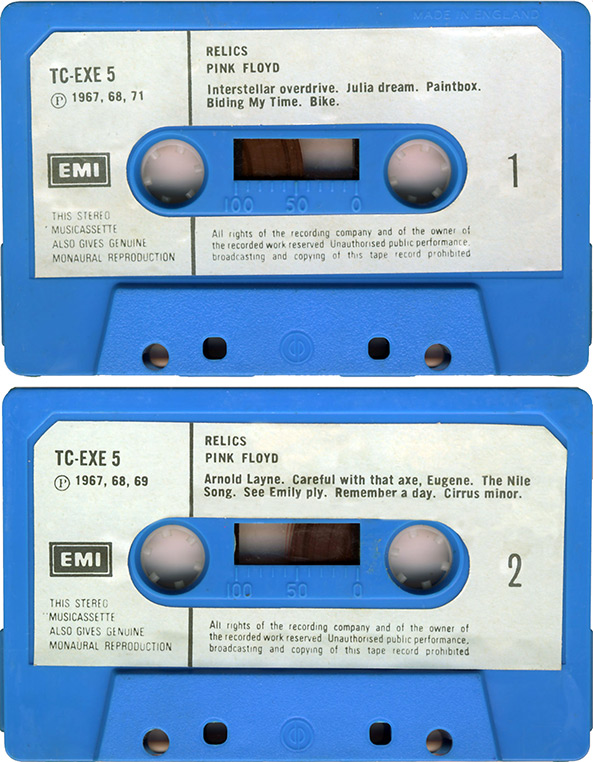 MADE IN ENGLAND
RELICS
PINK FLOYD
TC-EXE 5
Ⓟ 1967, 68, 71
Interstellar overdrive. Julia dream. Paintbox.
Biding My Time. Bike.
EMI
1
100 50 0
THIS STEREO
MUSICASSETTE
ALSO GIVES GENUINE
MONAURAL REPRODUCTION
All rights of the recording company and of the owner of
the recorded work reserved Unauthorised public performance,
broadcasting and copying of this tape record prohibited
RELICS
PINK FLOYD
TC-EXE 5
Ⓟ 1967, 68, 69
Arnold Layne. Careful with that axe, Eugene. The Nile
Song. See Emily ply. Remember a day. Cirrus minor.
EMI
2
100 50 0
THIS STEREO
MUSICASSETTE
ALSO GIVES GENUINE
MONAURAL REPRODUCTION
All rights of the recording company and of the owner of
the recorded work reserved Unauthorised public performance,
broadcasting and copying of this tape record prohibited